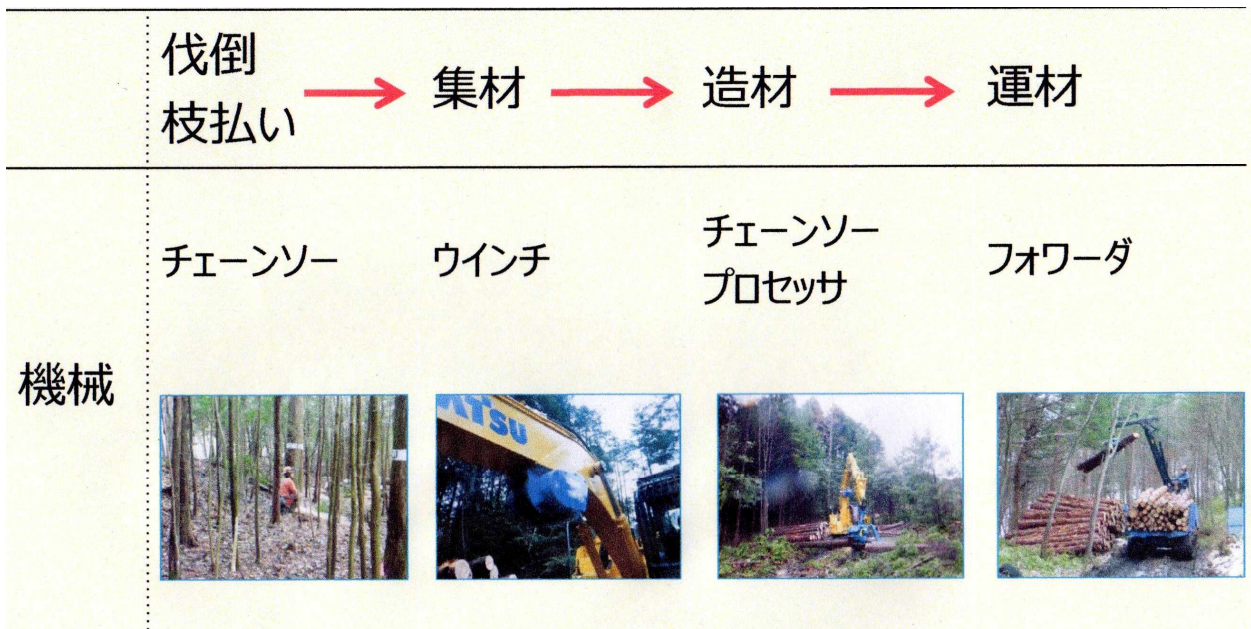 伐倒
枝払い
集材
造材
運材
機械
チェーンソー
ウインチ
チェーンソー
プロセッサ
フォワーダ
ATSU